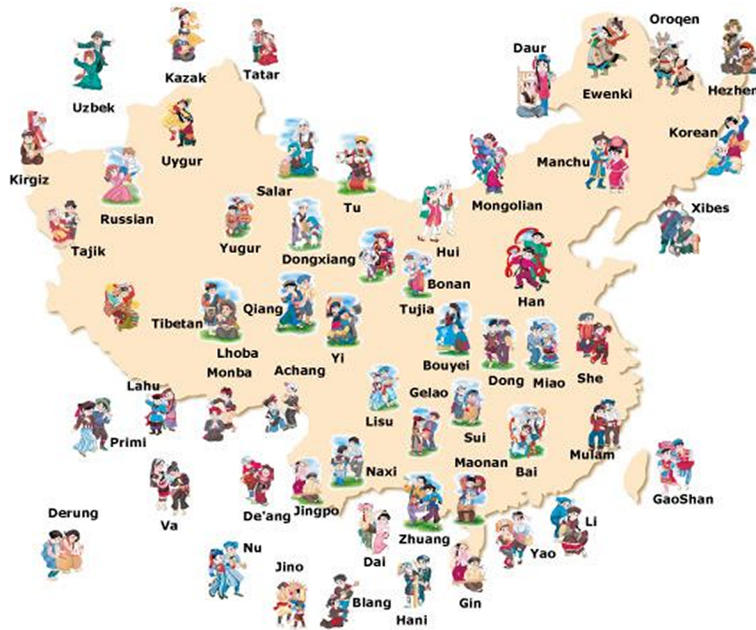 Oroqen
Daur
Kazak
Tatar
Uzbek
Ewenki
Hezhen
Korean
Uygur
Manchu
Kirgiz
Salar
Russian
Tu
Mongolian
Xibes
Tajik
Yugur
Dongxiang
Hui
Bonan
Han
Tujia
Qiang
Tibetan
Lhoba
Yi
Bouyei
Monba
Achang
Dong
Miao
She
Lahu
Gelao
Lisu
Primi
Sui
Mulam
Maonan
Bai
Naxi
GaoShan
Derung
Va
De'ang
Jingpo
Li
Zhuang
Nu
Dai
Yao
Jino
Blang
Hani
Gin